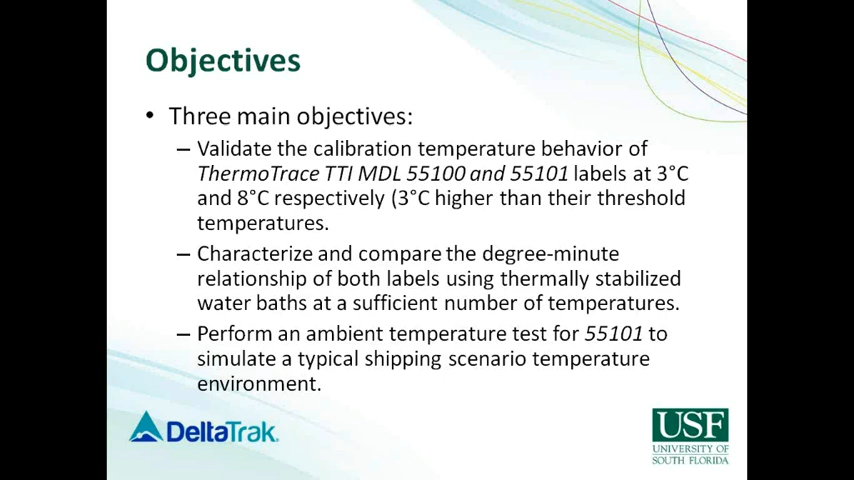 Objectives
• Three main objectives:
– Validate the calibration temperature behavior of
ThermoTrace TTI MDL 55100 and 55101 labels at 3°C
and 8°C respectively (3°C higher than their threshold
temperatures.
– Characterize and compare the degree-minute
relationship of both labels using thermally stabilized
water baths at a sufficient number of temperatures.
– Perform an ambient temperature test for 55101 to
simulate a typical shipping scenario temperature
environment.
DeltaTrak.
USF
UNIVERSITY OF
SOUTH FLORIDA